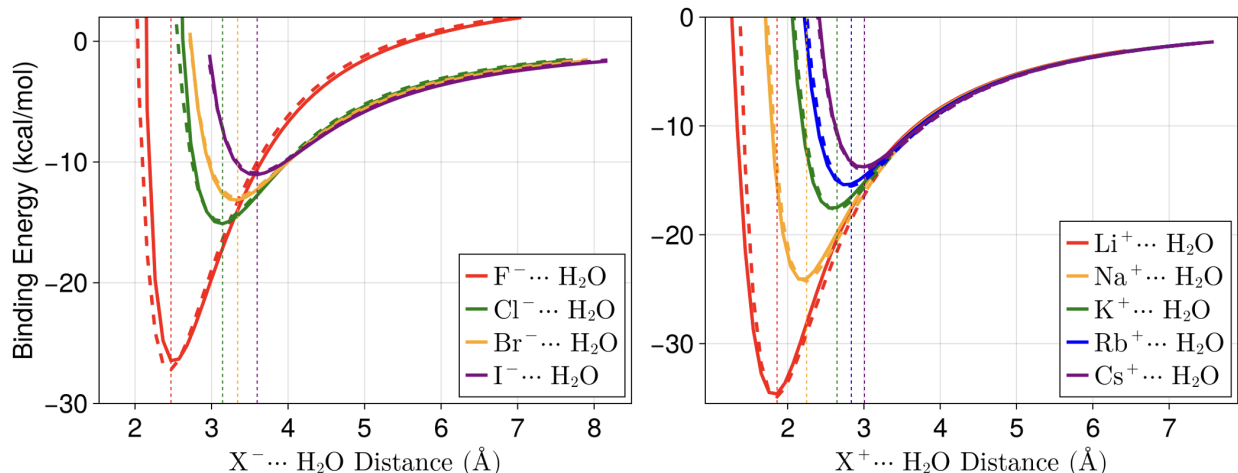 Binding Energy (kcal/mol)
0
−10
−20
−30
2 3 4 5 6 7 8
X⁻··· H₂O Distance (Å)
F⁻··· H₂O
Cl⁻··· H₂O
Br⁻··· H₂O
I⁻··· H₂O
0
−10
−20
−30
2 3 4 5 6 7
X⁺··· H₂O Distance (Å)
Li⁺··· H₂O
Na⁺··· H₂O
K⁺··· H₂O
Rb⁺··· H₂O
Cs⁺··· H₂O